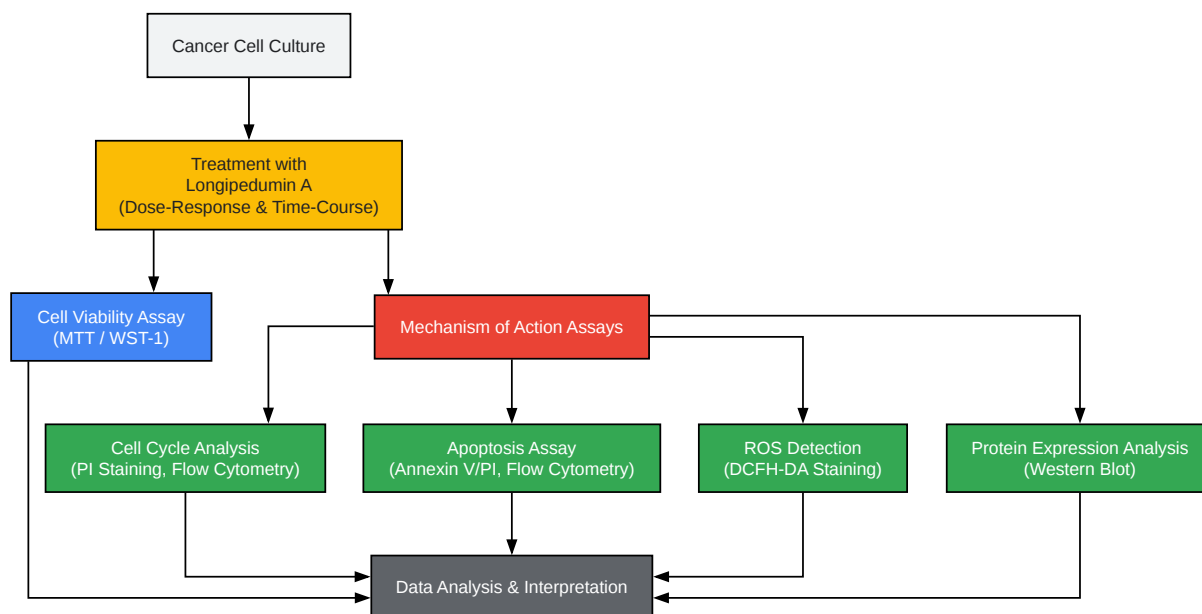 Cancer Cell Culture
Treatment with
Longipedumin A
(Dose-Response & Time-Course)
Cell Viability Assay
(MTT / WST-1)
Mechanism of Action Assays
Cell Cycle Analysis
(PI Staining, Flow Cytometry)
Apoptosis Assay
(Annexin V/PI, Flow Cytometry)
ROS Detection
(DCFH-DA Staining)
Protein Expression Analysis
(Western Blot)
Data Analysis & Interpretation